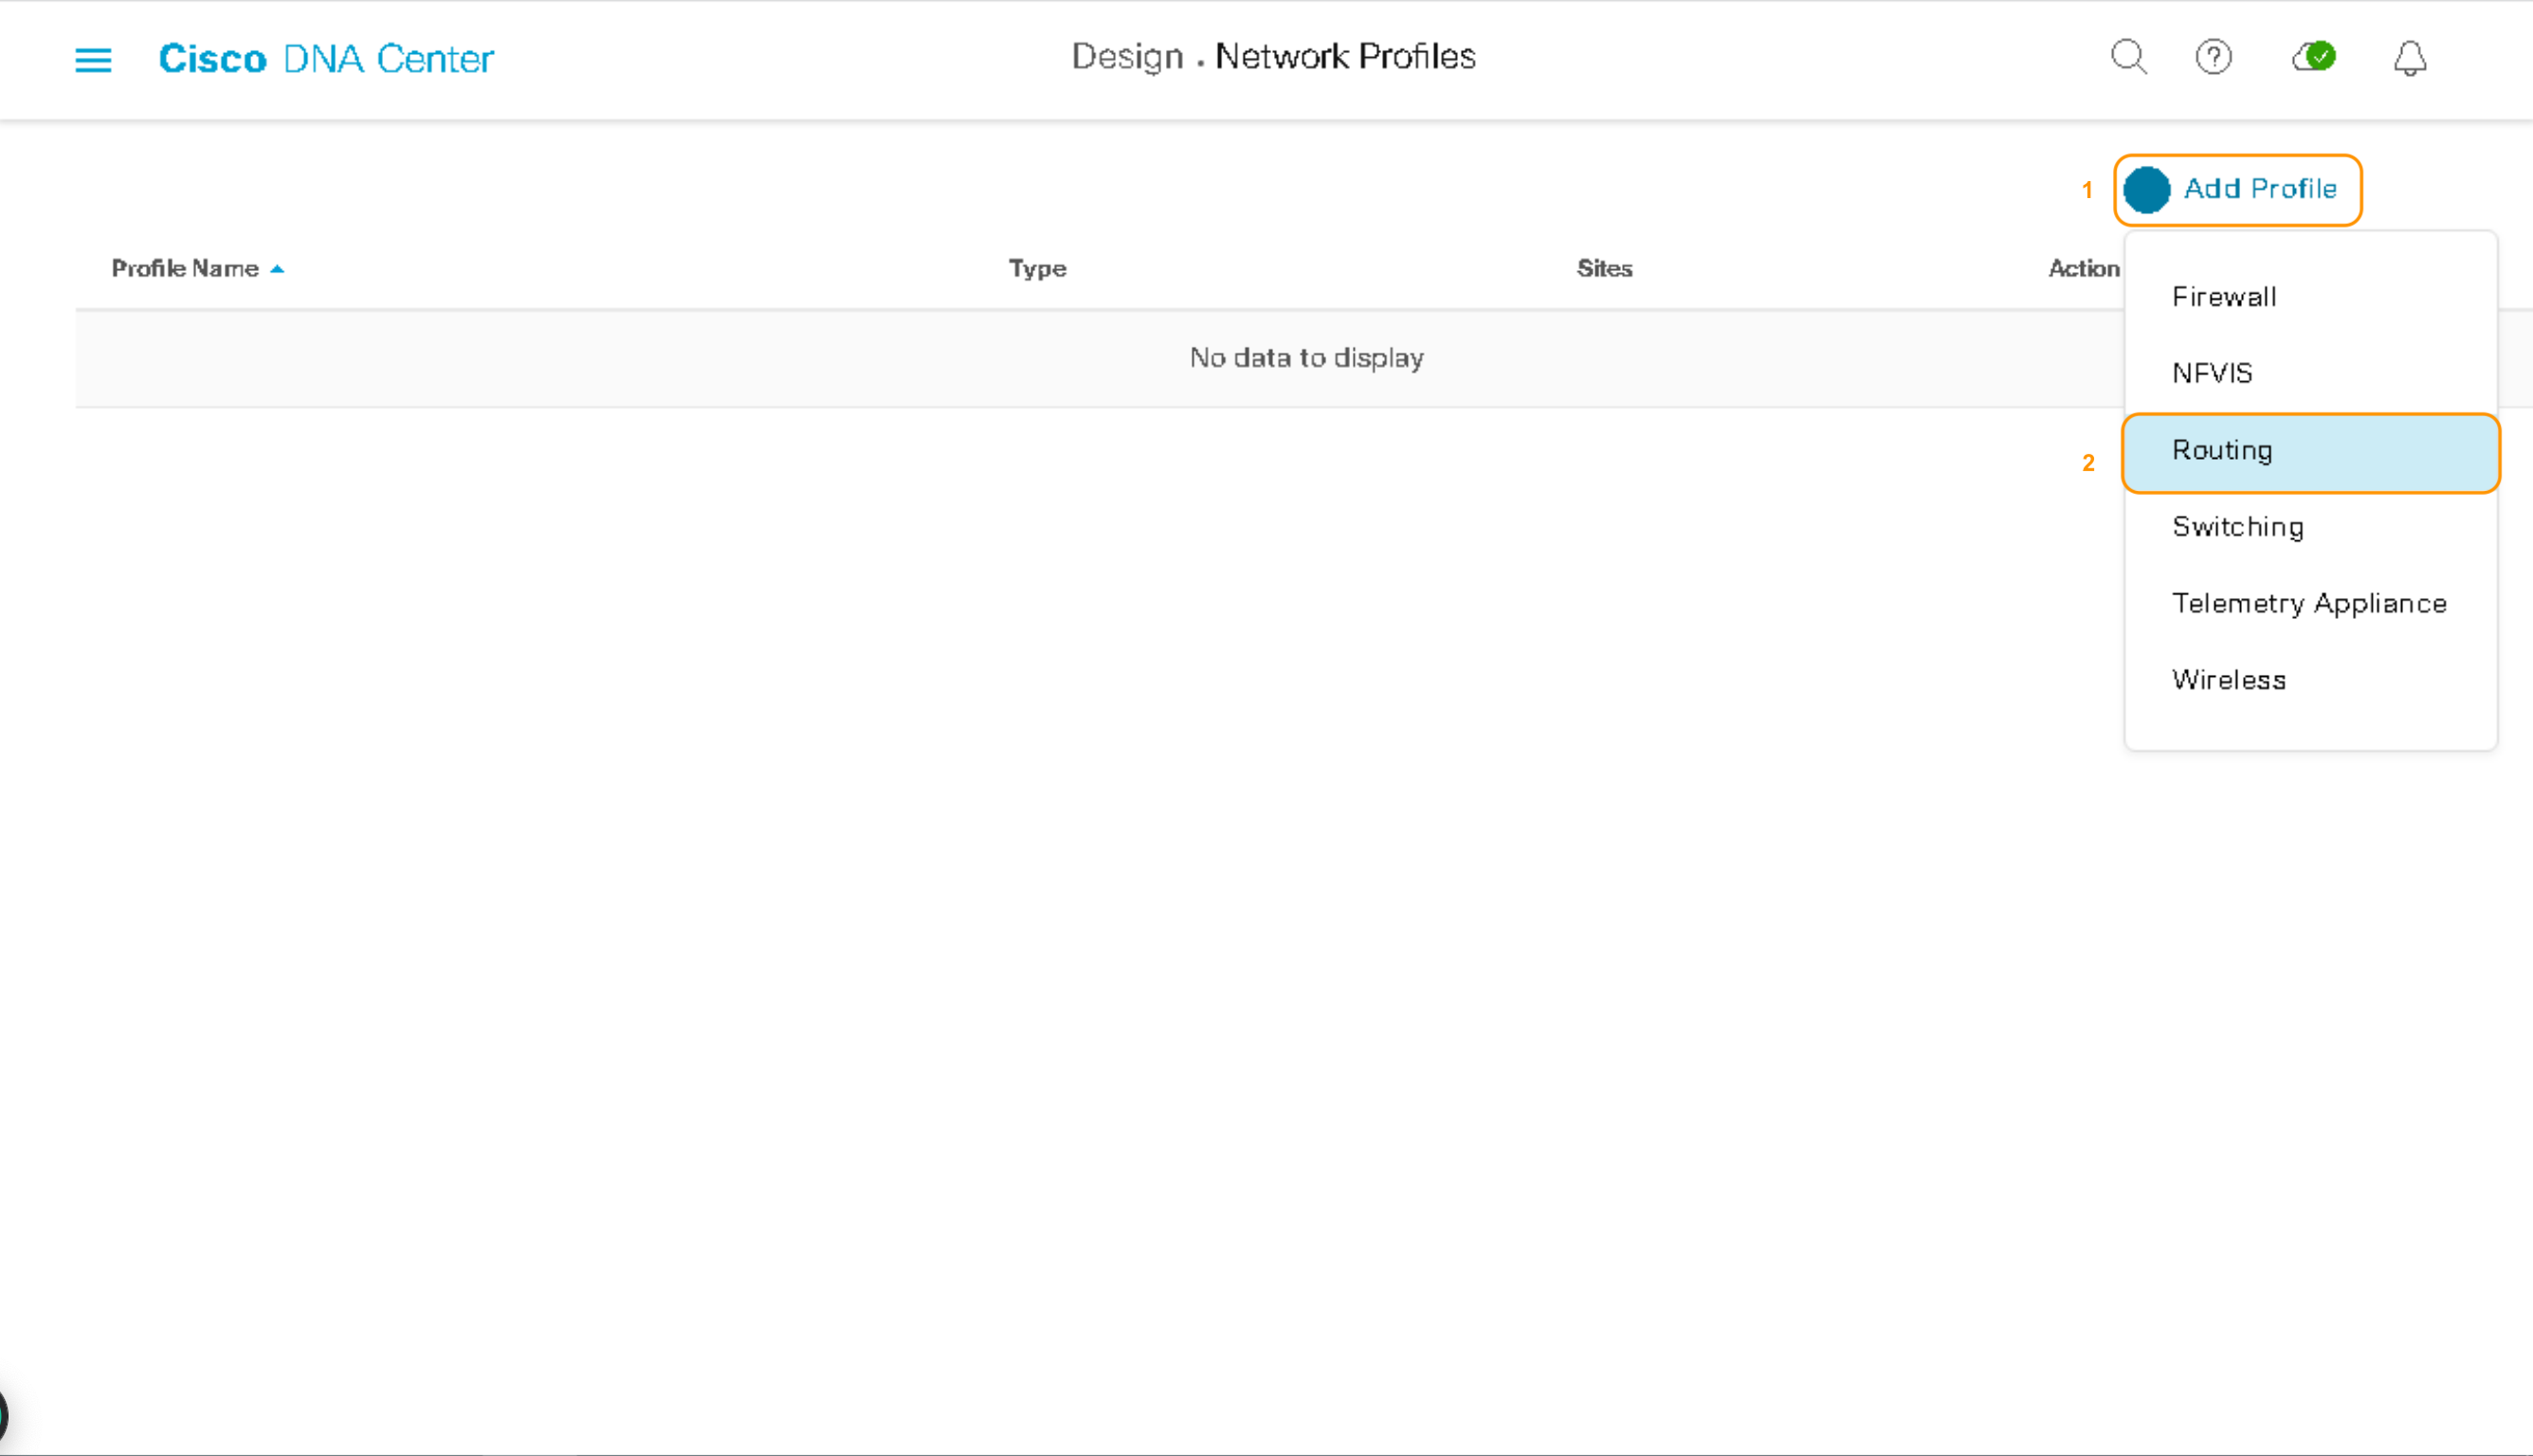 Cisco DNA Center
Design . Network Profiles
1 Add Profile
Profile Name Type Sites Action
No data to display
Firewall
NFVIS
2 Routing
Switching
Telemetry Appliance
Wireless